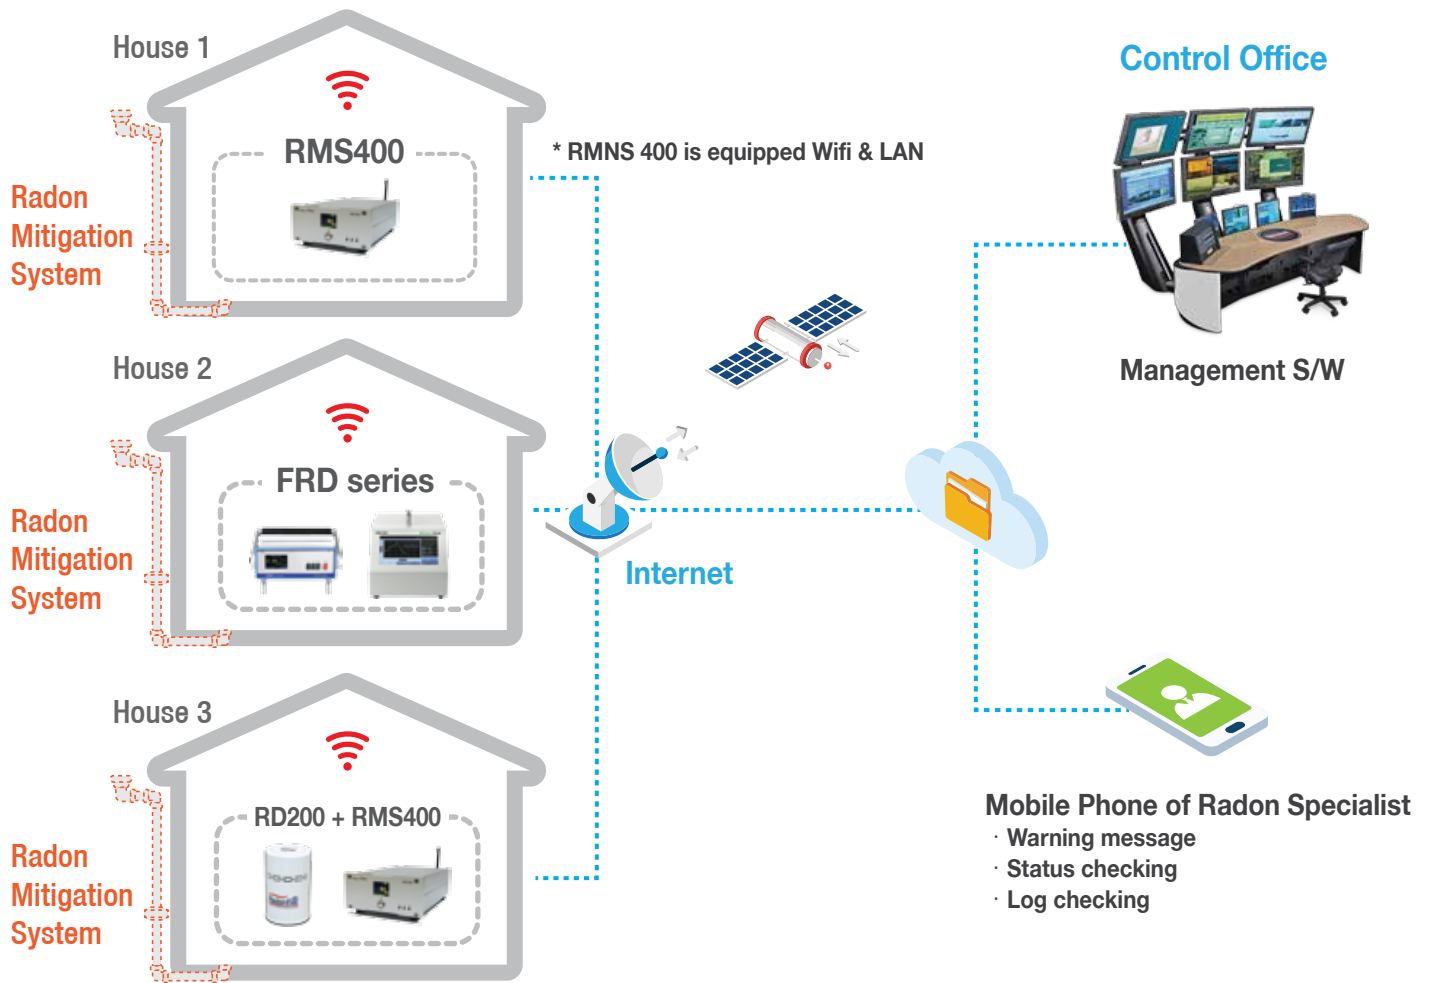 House 1
RMS400
Radon
Mitigation
System
* RMNS 400 is equipped Wifi & LAN
Control Office
Management S/W
House 2
FRD series
Radon
Mitigation
System
Internet
House 3
RD200 + RMS400
Radon
Mitigation
System
Mobile Phone of Radon Specialist
· Warning message
· Status checking
· Log checking